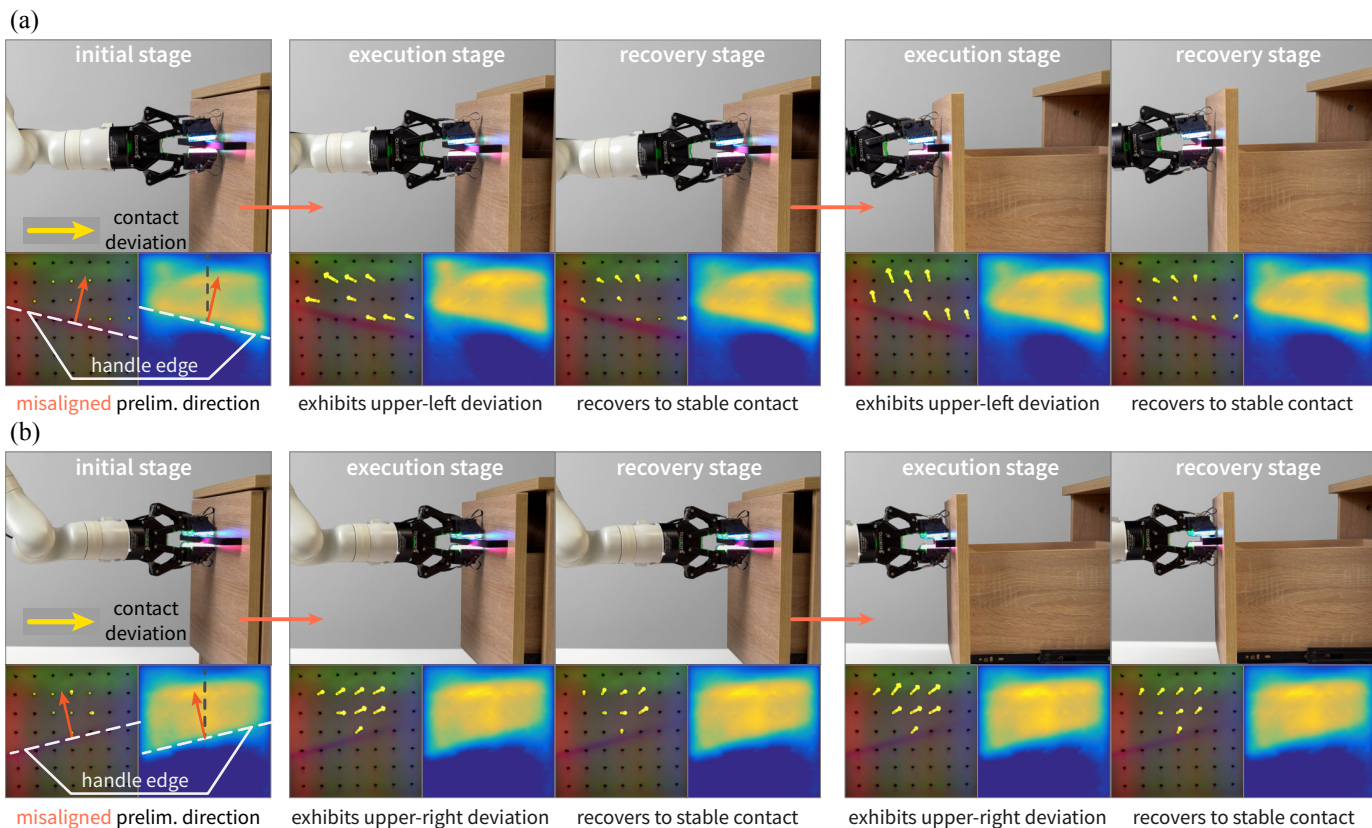 (a)
initial stage
execution stage
recovery stage
execution stage
recovery stage
contact
deviation
handle edge
misaligned prelim. direction
exhibits upper-left deviation
recovers to stable contact
exhibits upper-left deviation
recovers to stable contact
(b)
initial stage
execution stage
recovery stage
execution stage
recovery stage
contact
deviation
handle edge
misaligned prelim. direction
exhibits upper-right deviation
recovers to stable contact
exhibits upper-right deviation
recovers to stable contact